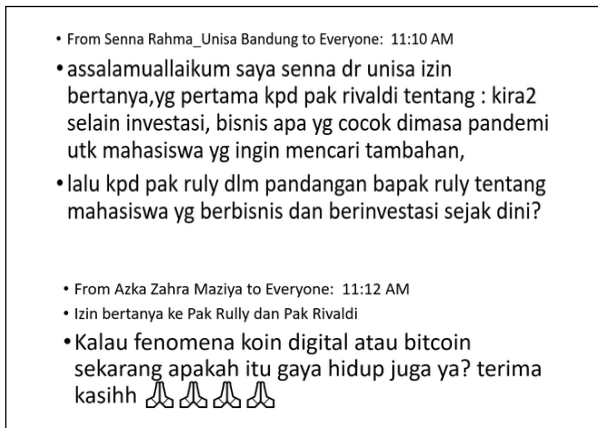 • From Senna Rahma_Unisa Bandung to Everyone:  11:10 AM
• assalamuallaikum saya senna dr unisa izin
bertanya,yg pertama kpd pak rivaldi tentang : kira2
selain investasi, bisnis apa yg cocok dimasa pandemi
utk mahasiswa yg ingin mencari tambahan,
• lalu kpd pak ruly dlm pandangan bapak ruly tentang
mahasiswa yg berbisnis dan berinvestasi sejak dini?
• From Azka Zahra Maziya to Everyone:  11:12 AM
• Izin bertanya ke Pak Rully dan Pak Rivaldi
• Kalau fenomena koin digital atau bitcoin
sekarang apakah itu gaya hidup juga ya? terima
kasihh 🙏🙏🙏🙏